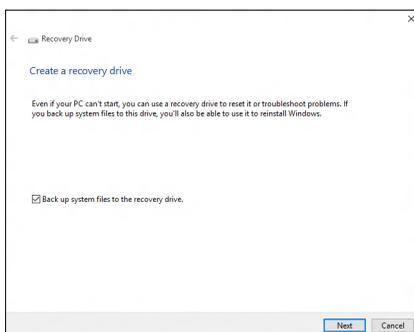 Recovery Drive
Create a recovery drive
Even if your PC can't start, you can use a recovery drive to reset it or troubleshoot problems. If
you back up system files to this drive, you'll also be able to use it to reinstall Windows.
Back up system files to the recovery drive.
Next Cancel